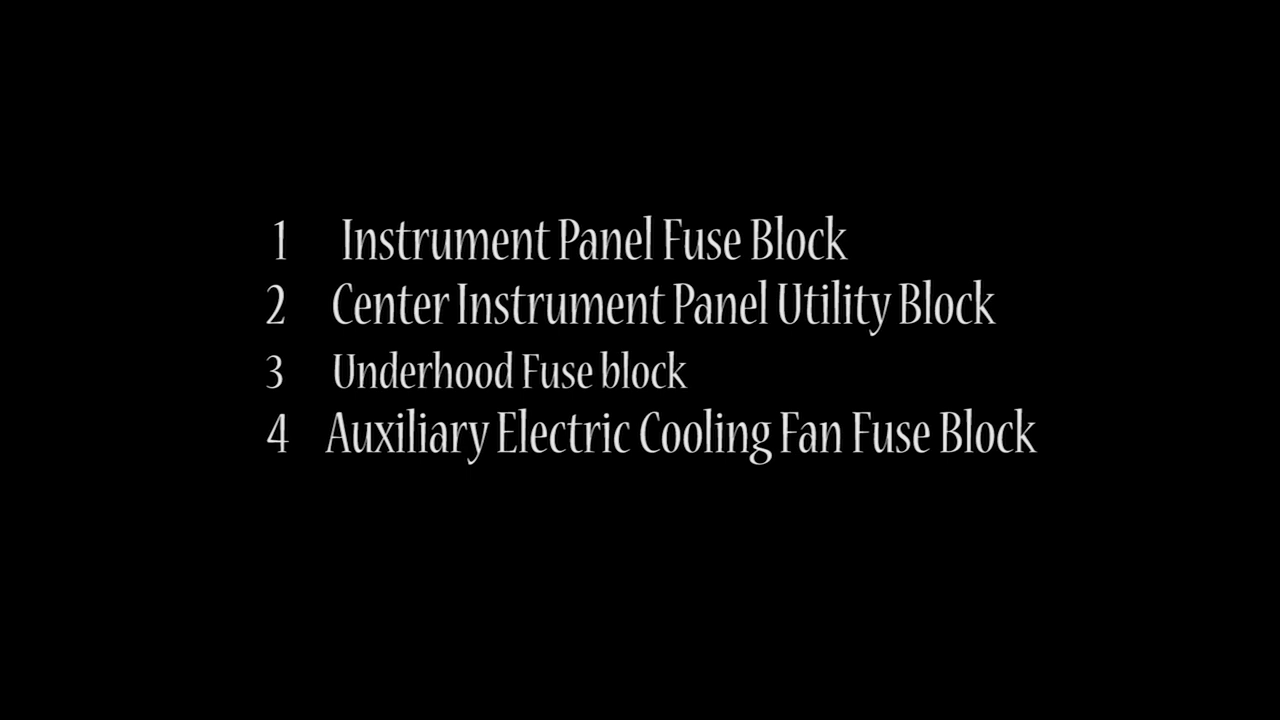 1 Instrument Panel Fuse Block
2 Center Instrument Panel Utility Block
3 Underhood Fuse block
4 Auxiliary Electric Cooling Fan Fuse Block